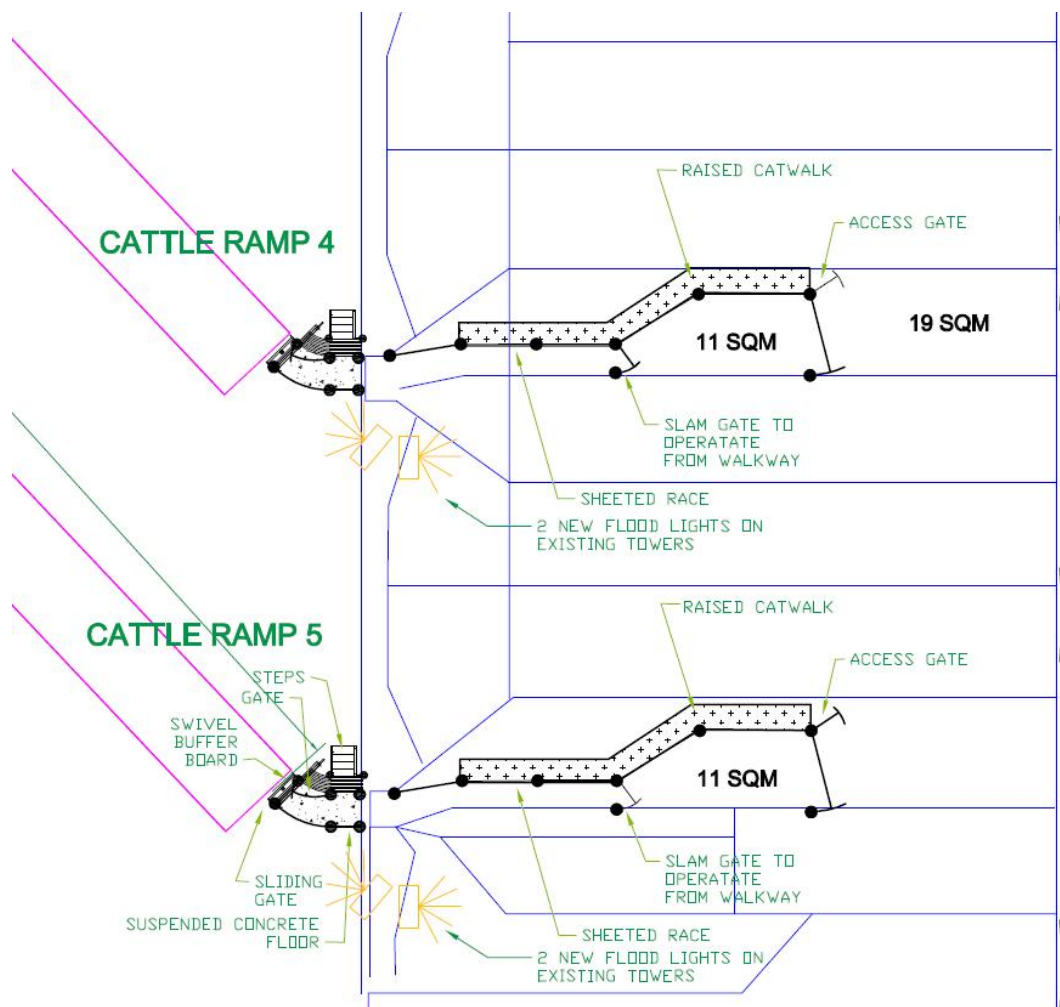 RAISED CATWALK
ACCESS GATE
CATTLE RAMP 4
11 SQM
19 SQM
SLAM GATE TO
OPERATATE
FROM WALKWAY
SHEETED RACE
2 NEW FLOOD LIGHTS ON
EXISTING TOWERS
RAISED CATWALK
CATTLE RAMP 5
ACCESS GATE
STEPS
GATE
SWIVEL
BUFFER
BOARD
11 SQM
SLAM GATE TO
OPERATATE
FROM WALKWAY
SLIDING
GATE
SUSPENDED CONCRETE
FLOOR
SHEETED RACE
2 NEW FLOOD LIGHTS ON
EXISTING TOWERS